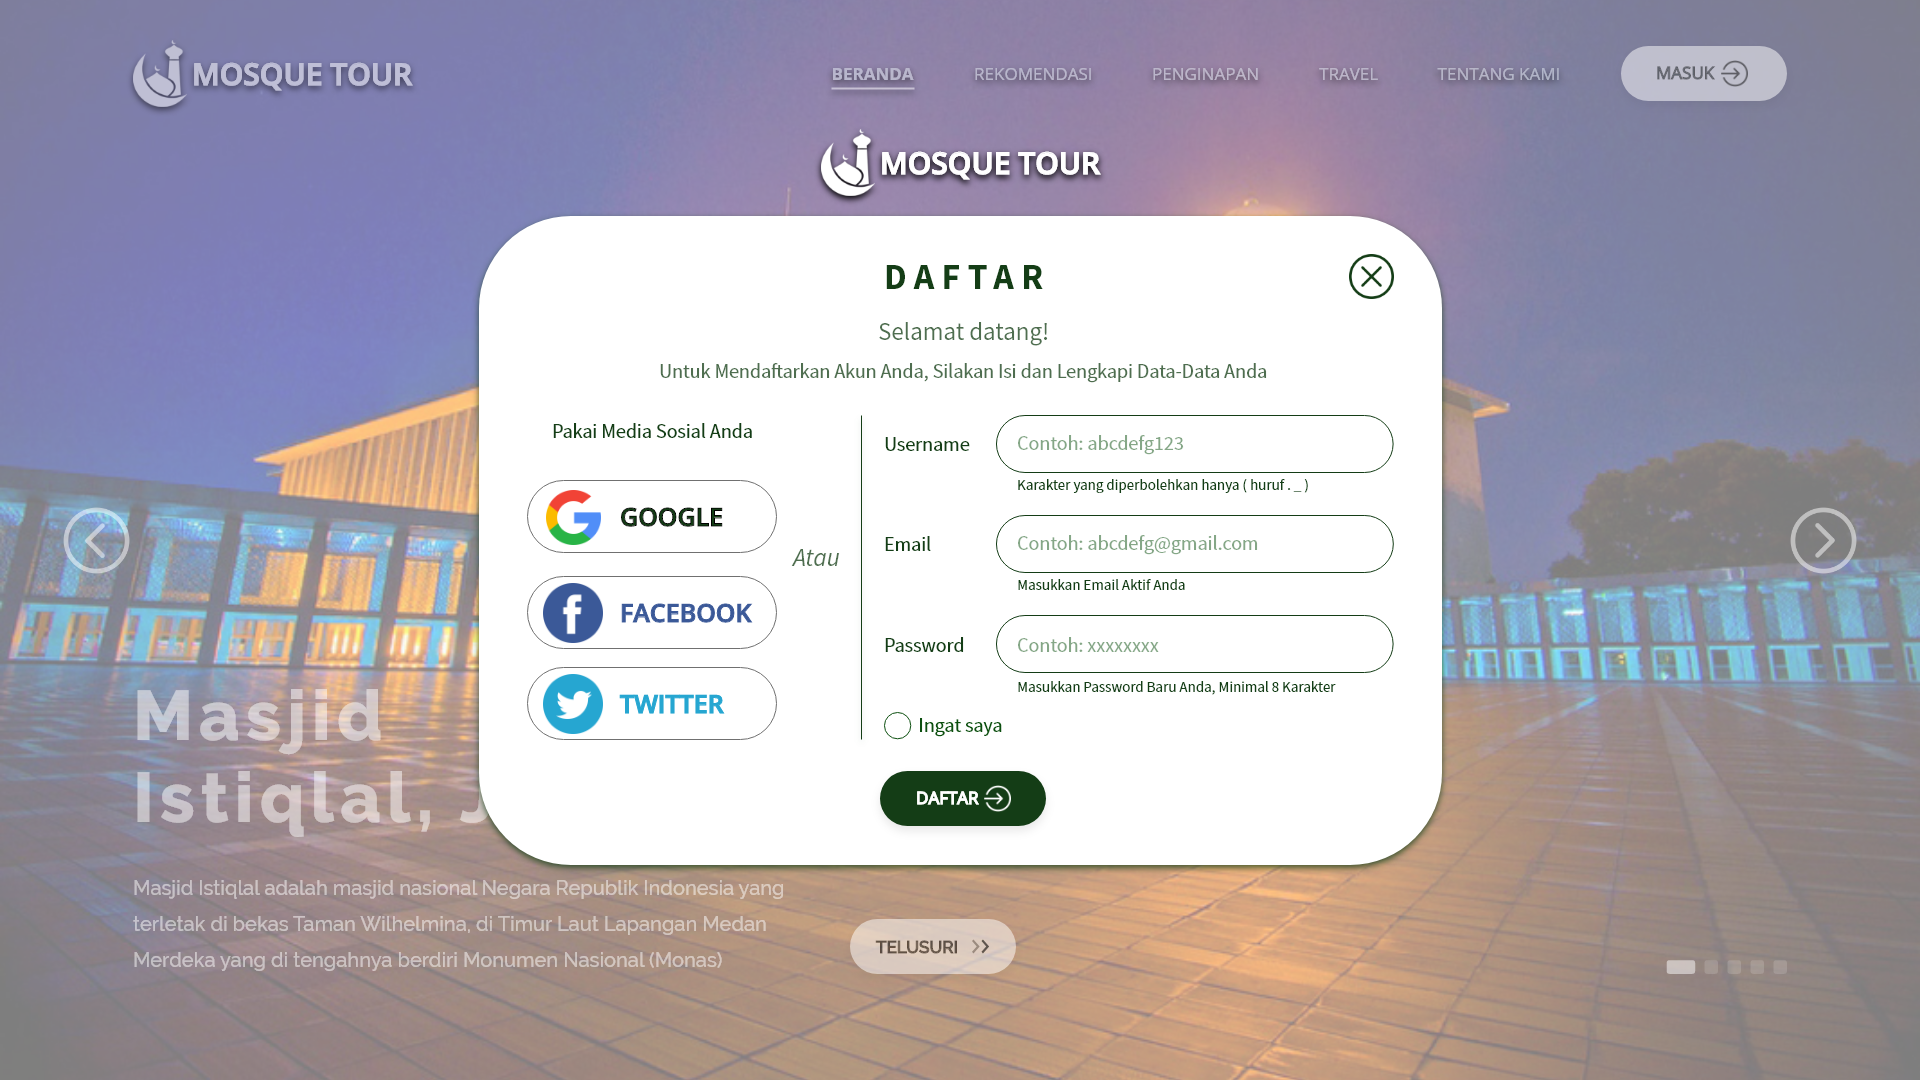 MOSQUE TOUR
BERANDA
REKOMENDASI
PENGINAPAN
TRAVEL
TENTANG KAMI
MASUK
MOSQUE TOUR
DAFTAR
Selamat datang!
Untuk Mendaftarkan Akun Anda, Silakan Isi dan Lengkapi Data-Data Anda
Pakai Media Sosial Anda
GOOGLE
FACEBOOK
TWITTER
Atau
Username
Contoh: abcdefg123
Karakter yang diperbolehkan hanya ( huruf . _ )
Email
Contoh: abcdefg@gmail.com
Masukkan Email Aktif Anda
Password
Contoh: xxxxxxxx
Masukkan Password Baru Anda, Minimal 8 Karakter
Ingat saya
DAFTAR
Masjid
Istiqlal, J
Masjid Istiqlal adalah masjid nasional Negara Republik Indonesia yang
terletak di bekas Taman Wilhelmina, di Timur Laut Lapangan Medan
Merdeka yang di tengahnya berdiri Monumen Nasional (Monas)
TELUSURI